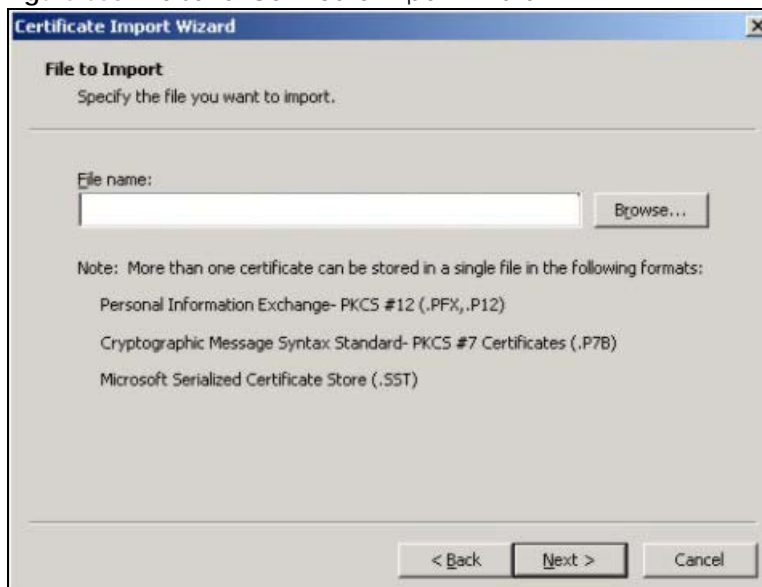 Certificate Import Wizard
File to Import
Specify the file you want to import.
File name:
Browse...
Note: More than one certificate can be stored in a single file in the following formats:
Personal Information Exchange- PKCS #12 (.PFX,.P12)
Cryptographic Message Syntax Standard- PKCS #7 Certificates (.P7B)
Microsoft Serialized Certificate Store (.SST)
< Back Next > Cancel